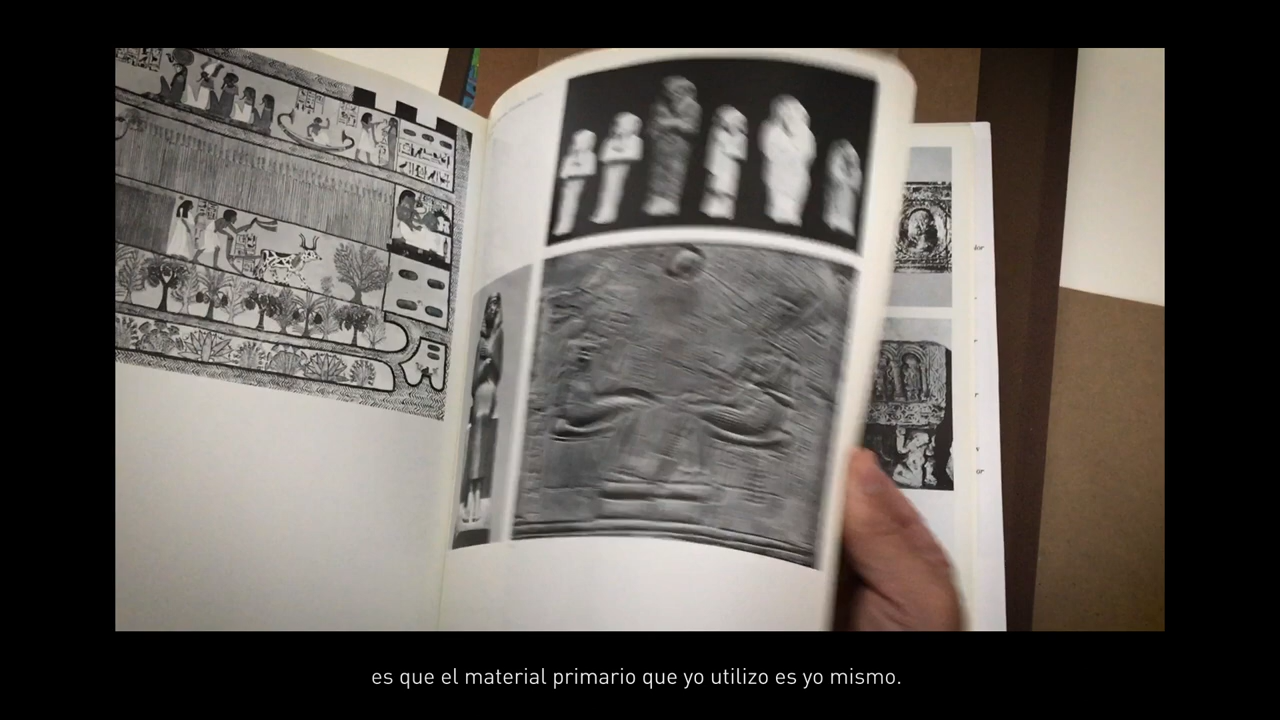 es que el material primario que yo utilizo es yo mismo.